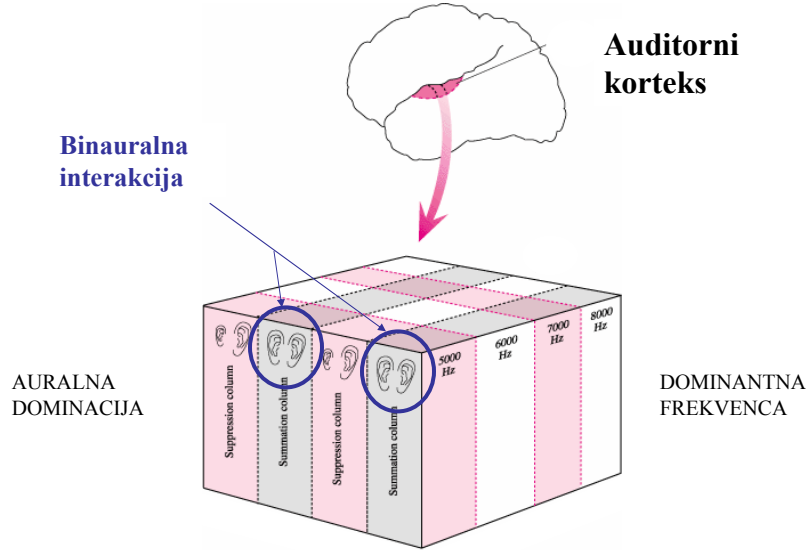 Auditorni
korteks
Binauralna
interakcija
AURALNA
DOMINACIJA
Suppression column
Summation column
Suppression column
Summation column
5000
Hz
6000
Hz
7000
Hz
8000
Hz
DOMINANTNA
FREKVENCA